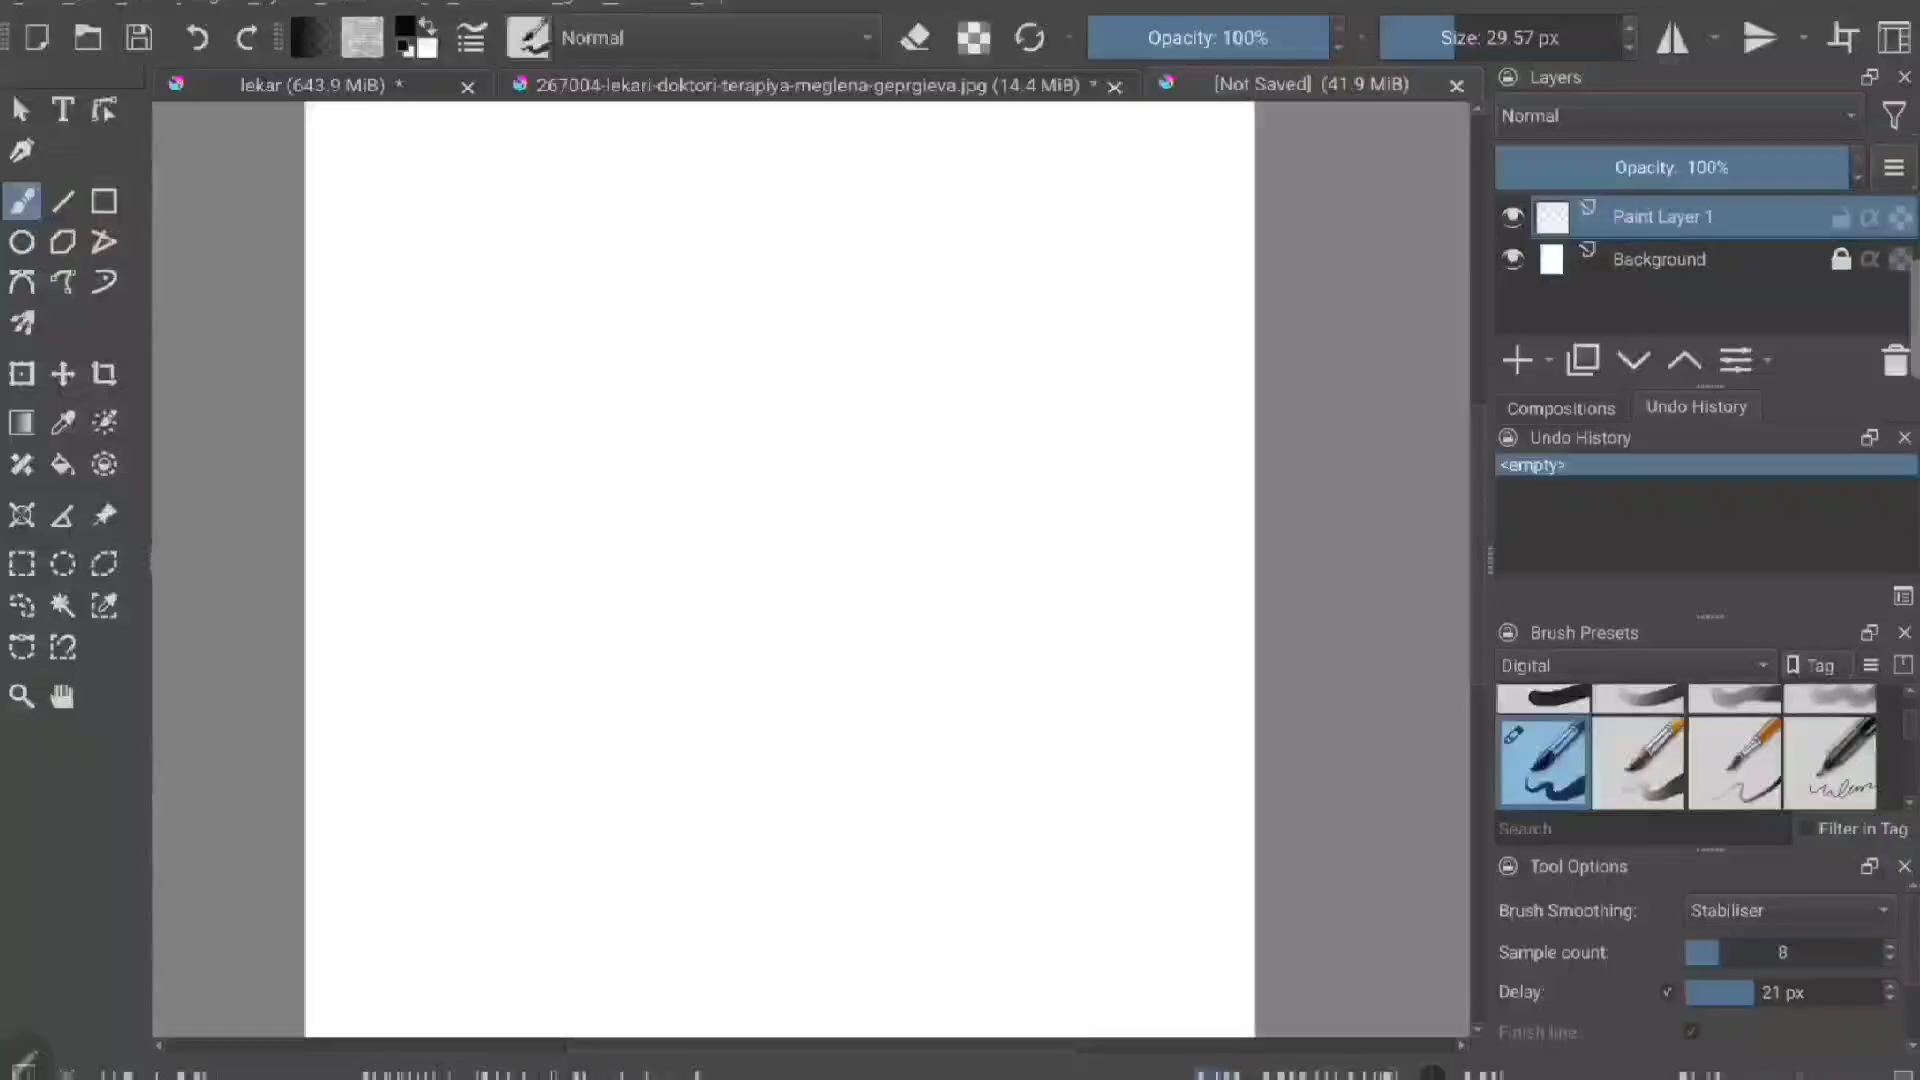 Normal
Opacity: 100%
Size: 29.57 px
lekar (643.9 MiB) *
267004-lekari-doktori-terapiya-meglena-geprgieva.jpg (14.4 MiB) *
[Not Saved] (41.9 MiB)
Layers
Normal
Opacity: 100%
Paint Layer 1
Background
Compositions
Undo History
Undo History
<empty>
Brush Presets
Digital
Tag
Search
Filter in Tag
Tool Options
Brush Smoothing:
Stabiliser
Sample count:
8
Delay:
21 px
Finish line: